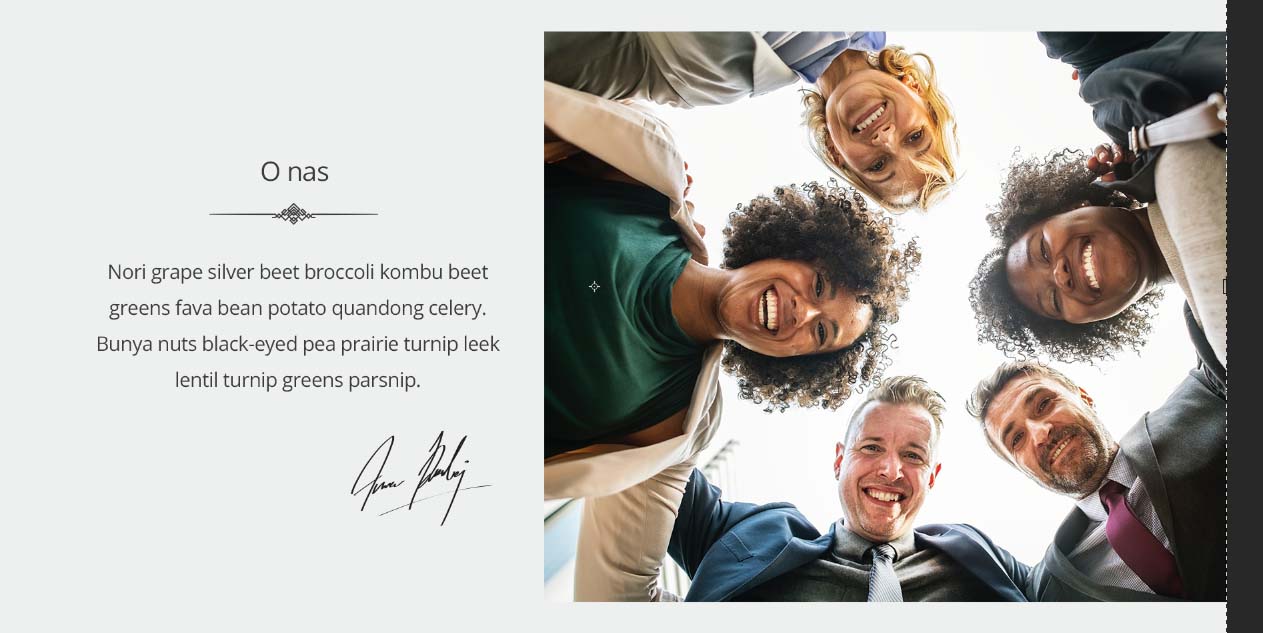 O nas
Nori grape silver beet broccoli kombu beet
greens fava bean potato quandong celery.
Bunya nuts black-eyed pea prairie turnip leek
lentil turnip greens parsnip.